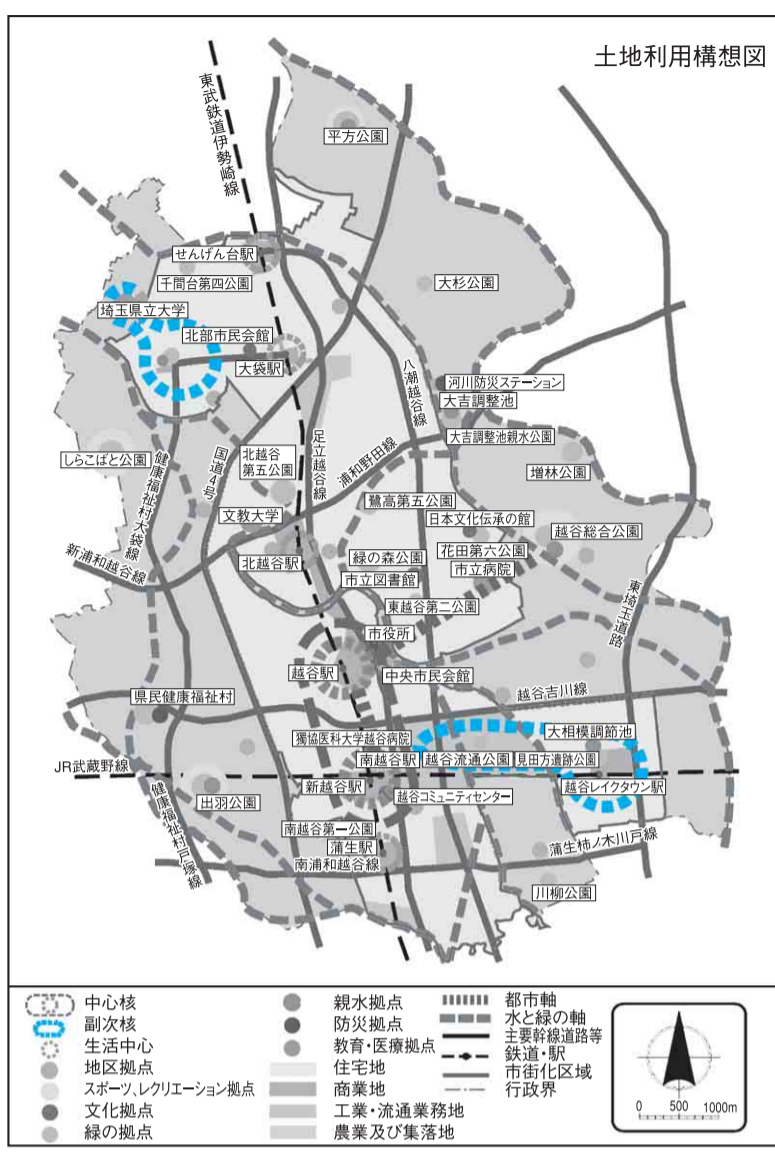 土地利用構想図
東武鉄道伊勢崎線
平方公園
せんげん台駅
千間台第四公園
大杉公園
埼玉県立大学
北部市民会館
大袋駅
八潮越谷線
河川防災ステーション
大吉調整池
大吉調整池親水公園
しらこばと公園
健康福祉村大袋線
国道4号
北越谷
第五公園
足立越谷線
浦和野田線
増林公園
鷺高第五公園
文教大学
日本文化伝承の館
越谷総合公園
新浦和越谷線
北越谷駅
緑の森公園
花田第六公園
市立図書館
市立病院
東越谷第二公園
東埼玉道路
市役所
越谷駅
中央市民会館
県民健康福祉村
越谷吉川線
獨協医科大学越谷病院
大相模調節池
南越谷駅
越谷流通公園
見田方遺跡公園
JR武蔵野線
新越谷駅
越谷レイクタウン駅
越谷コミュニティセンター
出羽公園
健康福祉村戸塚線
南越谷第一公園
蒲生駅
蒲生柿ノ木川戸線
南浦和越谷線
川柳公園
中心核
副次核
生活中心
地区拠点
スポーツ、レクリエーション拠点
文化拠点
緑の拠点
親水拠点
防災拠点
教育・医療拠点
住宅地
商業地
工業・流通業務地
農業及び集落地
都市軸
水と緑の軸
主要幹線道路等
鉄道・駅
市街化区域
行政界
0 500 1000m